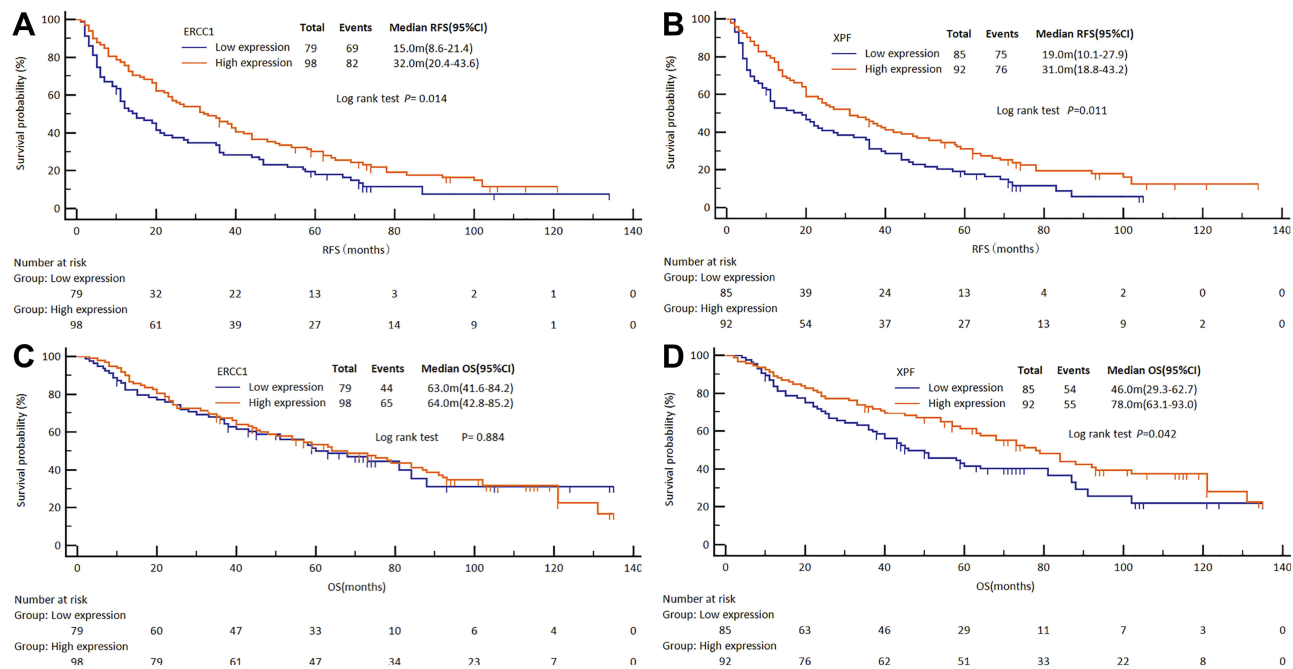 A
ERCC1 Total Events Median RFS(95%CI)
Low expression 79 69 15.0m(8.6-21.4)
High expression 98 82 32.0m(20.4-43.6)
Log rank test P= 0.014
Survival probability (%)
100
80
60
40
20
0
0 20 40 60 80 100 120 140
RFS (months)
Number at risk
Group: Low expression
79 32 22 13 3 2 1 0
Group: High expression
98 61 39 27 14 9 1 0
B
XPF Total Events Median RFS(95%CI)
Low expression 85 75 19.0m(10.1-27.9)
High expression 92 76 31.0m(18.8-43.2)
Log rank test P=0.011
Survival probability (%)
100
80
60
40
20
0
0 20 40 60 80 100 120 140
RFS (months)
Number at risk
Group: Low expression
85 39 24 13 4 2 0 0
Group: High expression
92 54 37 27 13 9 2 0
C
ERCC1 Total Events Median OS(95%CI)
Low expression 79 44 63.0m(41.6-84.2)
High expression 98 65 64.0m(42.8-85.2)
Log rank test P= 0.884
Survival probability (%)
100
80
60
40
20
0
0 20 40 60 80 100 120 140
OS(months)
Number at risk
Group: Low expression
79 60 47 33 10 6 4 0
Group: High expression
98 79 61 47 34 23 7 0
D
XPF Total Events Median OS(95%CI)
Low expression 85 54 46.0m(29.3-62.7)
High expression 92 55 78.0m(63.1-93.0)
Log rank test P=0.042
Survival probability (%)
100
80
60
40
20
0
0 20 40 60 80 100 120 140
OS(months)
Number at risk
Group: Low expression
85 63 46 29 11 7 3 0
Group: High expression
92 76 62 51 33 22 8 0